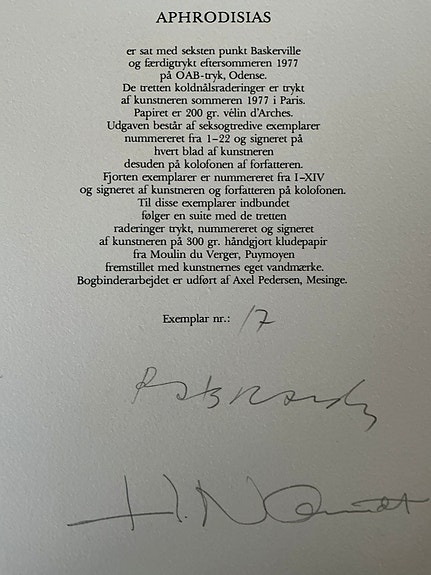 APHRODISIAS
er sat med seksten punkt Baskerville
og færdigtrykt eftersommeren 1977
på OAB-tryk, Odense.
De tretten koldnålsraderinger er trykt
af kunstneren sommeren 1977 i Paris.
Papiret er 200 gr. vélin d'Arches.
Udgaven består af seksogtredive exemplarer
nummereret fra 1–22 og signeret på
hvert blad af kunstneren
desuden på kolofonen af forfatteren.
Fjorten exemplarer er nummereret fra I–XIV
og signeret af kunstneren og forfatteren på kolofonen.
Til disse exemplarer indbundet
følger en suite med de tretten
raderinger trykt, nummereret og signeret
af kunstneren på 300 gr. håndgjort kludepapir
fra Moulin du Verger, Puymoyen
fremstillet med kunstnernes eget vandmærke.
Bogbinderarbejdet er udført af Axel Pedersen, Mesinge.
Exemplar nr.: 17